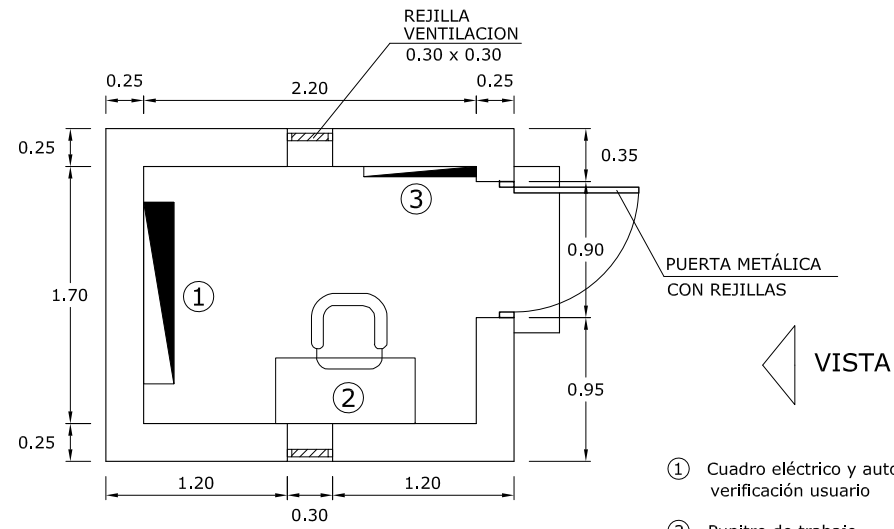 REJILLA
VENTILACION
0.30 x 0.30
0.25
2.20
0.25
0.25
0.35
3
0.90
PUERTA METÁLICA
CON REJILLAS
1.70
1
VISTA
2
0.95
0.25
1.20
0.30
1.20
1 Cuadro eléctrico y
verificación usuario